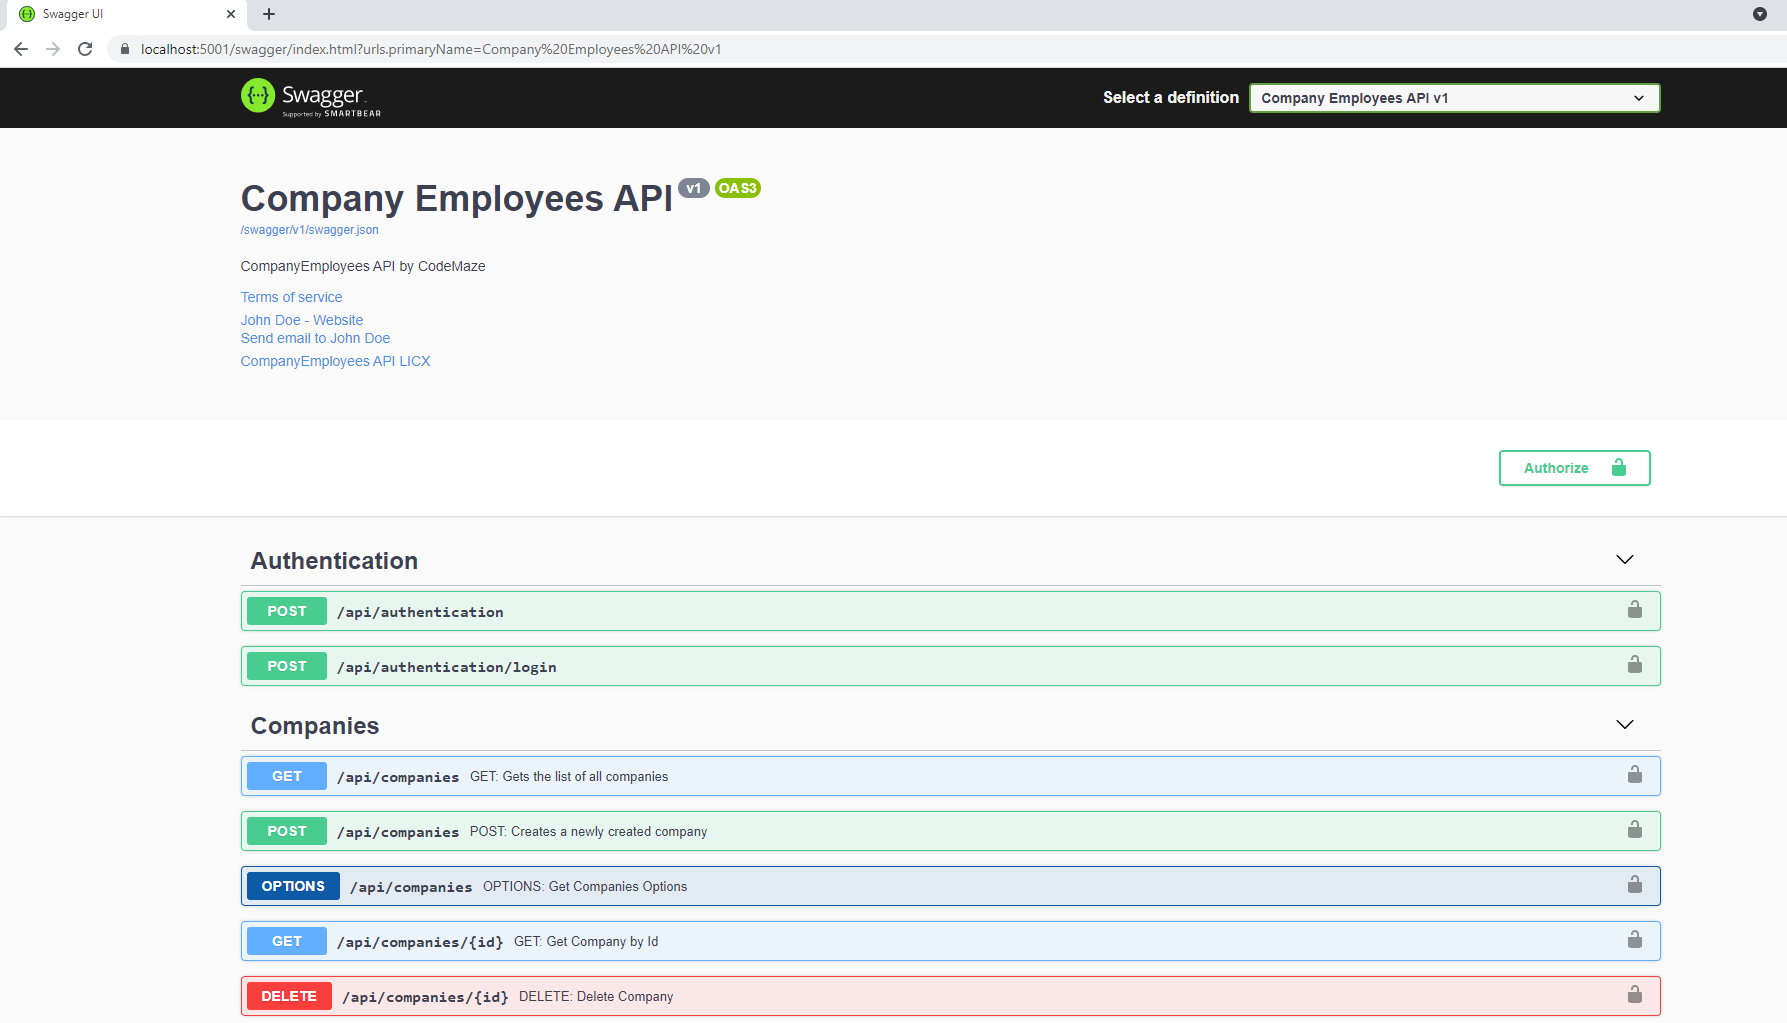 Swagger UI
localhost:5001/swagger/index.html?urls.primaryName=Company%20Employees%20API%20v1
Swagger
Supported by SMARTBEAR
Select a definition
Company Employees API v1
Company Employees API v1 OAS3
/swagger/v1/swagger.json
CompanyEmployees API by CodeMaze
Terms of service
John Doe - Website
Send email to John Doe
CompanyEmployees API LICX
Authorize
Authentication
POST /api/authentication
POST /api/authentication/login
Companies
GET /api/companies GET: Gets the list of all companies
POST /api/companies POST: Creates a newly created company
OPTIONS /api/companies OPTIONS: Get Companies Options
GET /api/companies/{id} GET: Get Company by Id
DELETE /api/companies/{id} DELETE: Delete Company